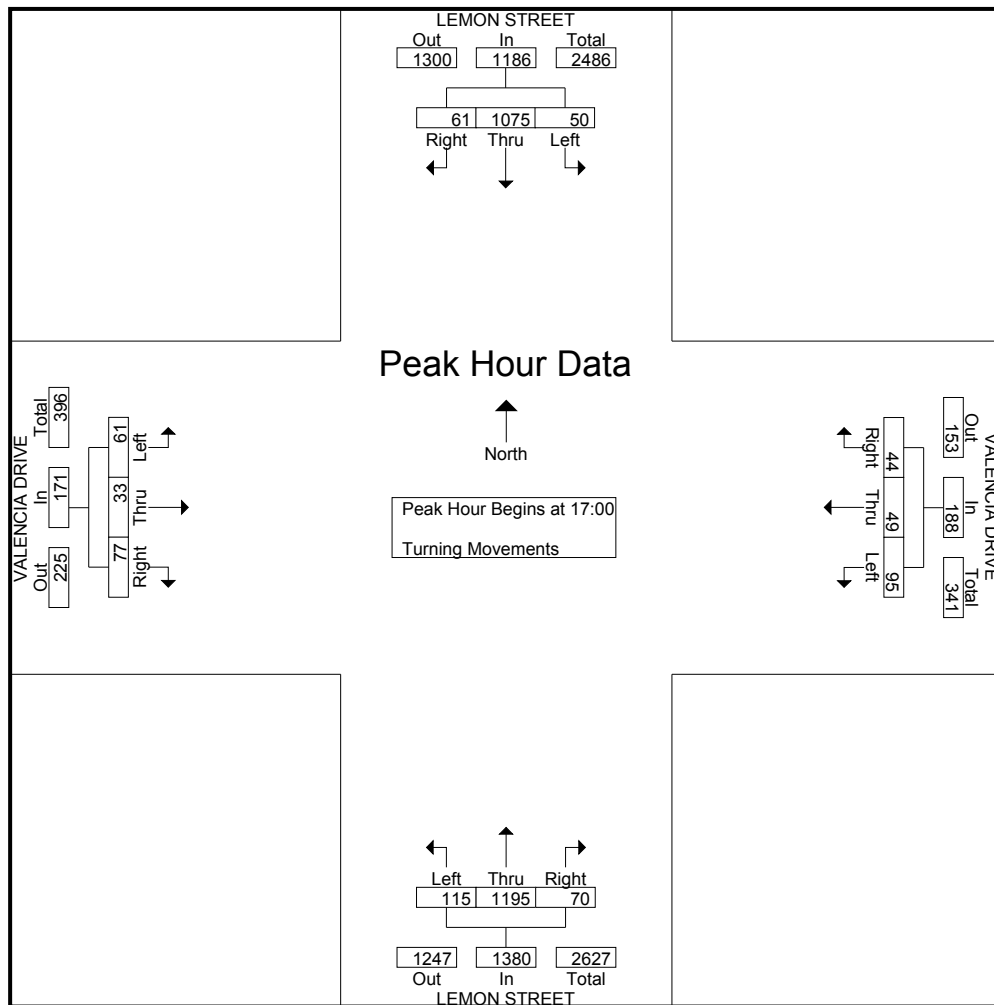 LEMON STREET
Out In Total
1300 1186 2486
61 1075 50
Right Thru Left
Peak Hour Data
North
Peak Hour Begins at 17:00
Turning Movements
VALENCIA DRIVE
Total In Out
396 171 225
61 33 77
Left Thru Right
Right Thru Left
44 49 95
153 188 341
Out In Total
VALENCIA DRIVE
Left Thru Right
115 1195 70
1247 1380 2627
Out In Total
LEMON STREET